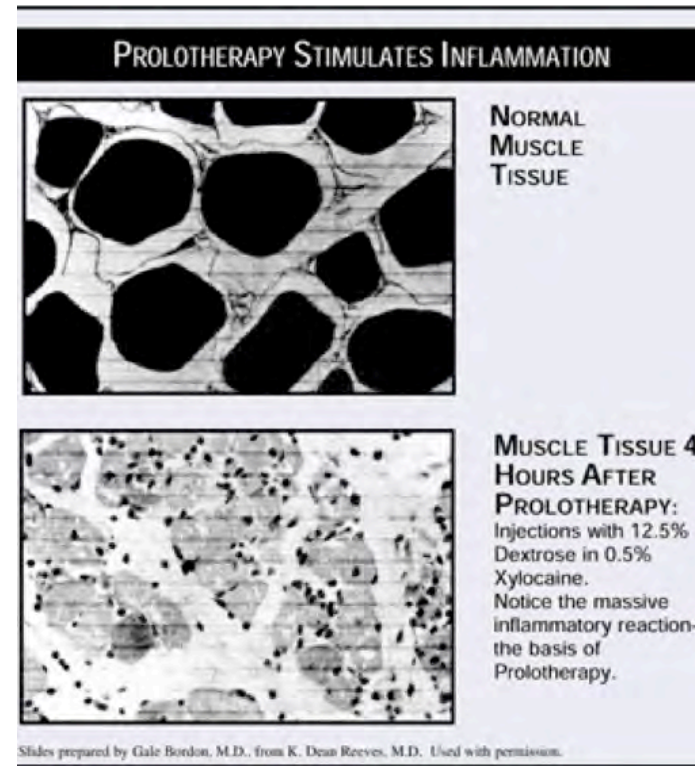 PROLOTHERAPY STIMULATES INFLAMMATION
NORMAL
MUSCLE
TISSUE
MUSCLE TISSUE 4
HOURS AFTER
PROLOTHERAPY:
Injections with 12.5%
Dextrose in 0.5%
Xylocaine.
Notice the massive
inflammatory reaction-
the basis of
Prolotherapy.
Slides prepared by Gale Bordon, M.D., from K. Dean Reeves, M.D. Used with permission.